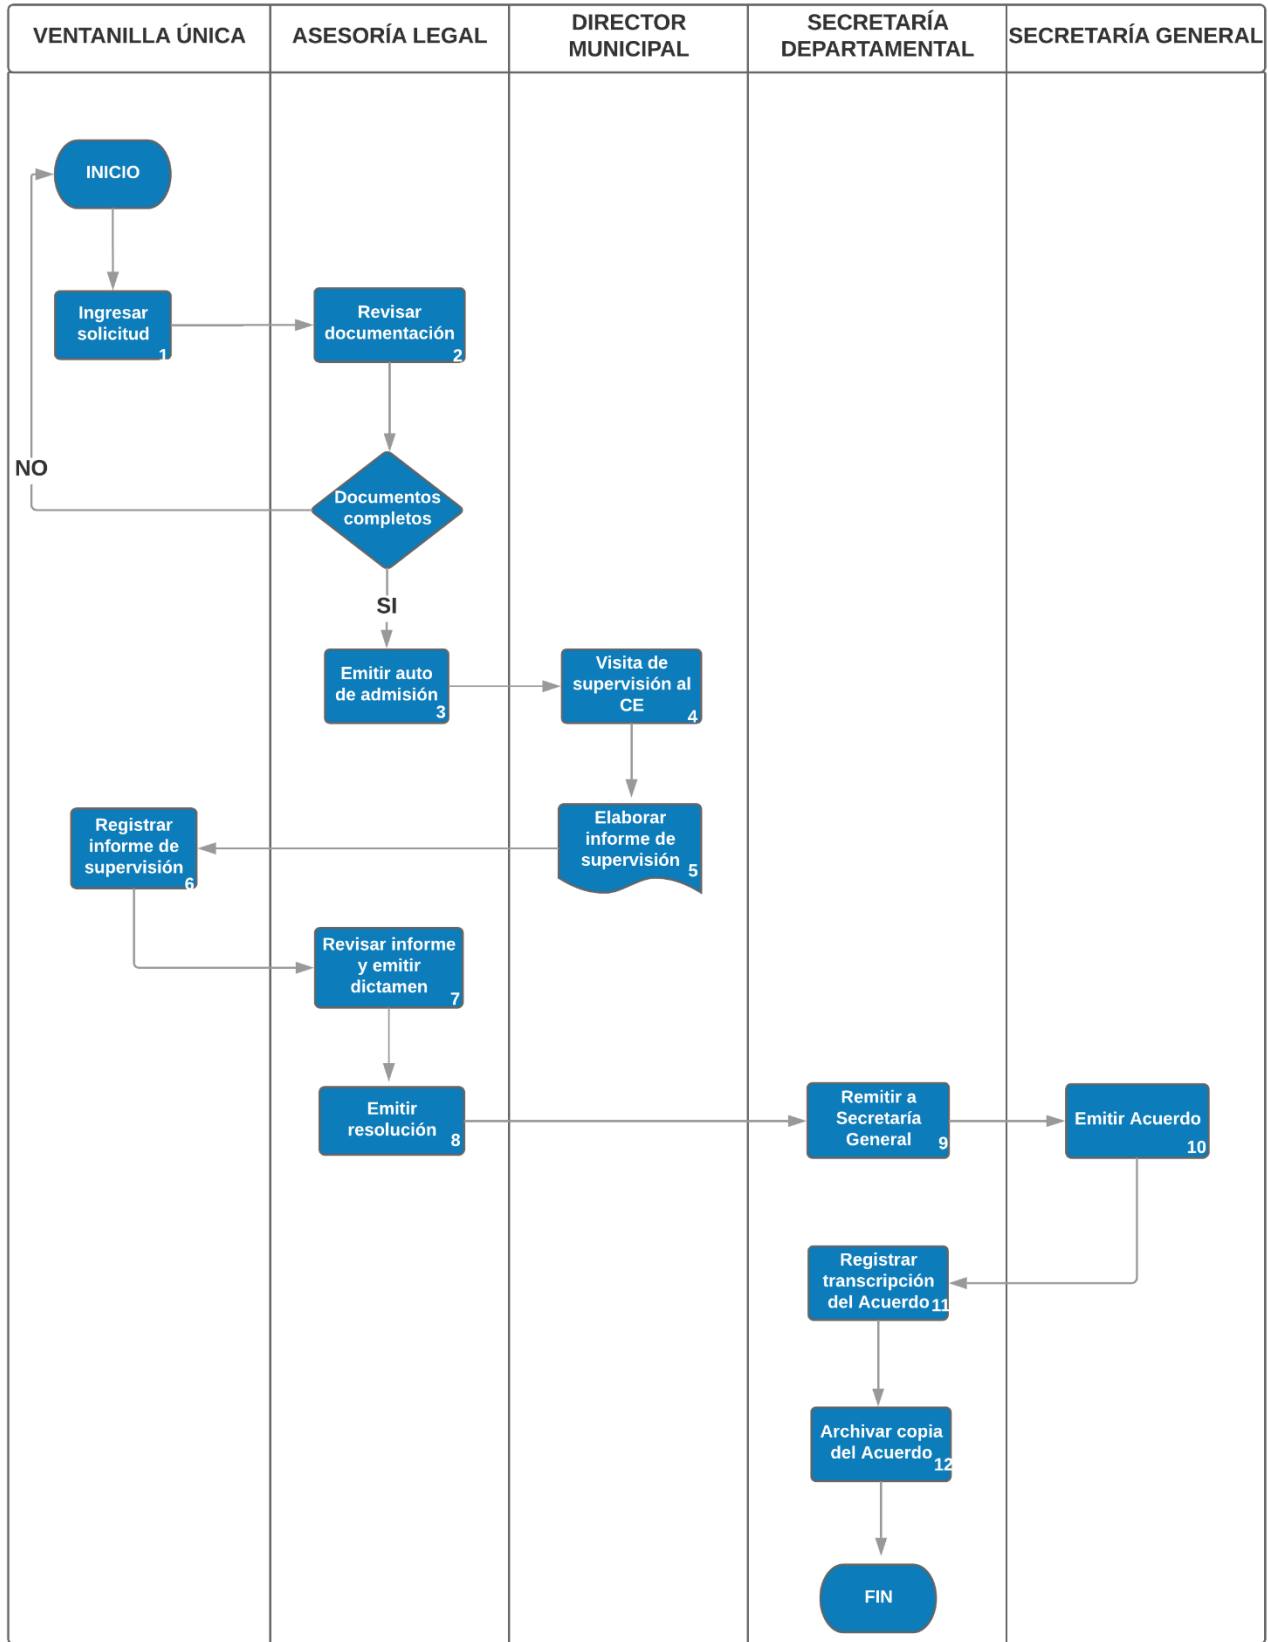 VENTANILLA ÚNICA
ASESORÍA LEGAL
DIRECTOR
MUNICIPAL
SECRETARÍA
DEPARTAMENTAL
SECRETARÍA GENERAL
INICIO
Ingresar
solicitud
1
Revisar
documentación
2
NO
Documentos
completos
SI
Emitir auto
de admisión
3
Visita de
supervisión al
CE
4
Elaborar
informe de
supervisión
5
Registrar
informe de
supervisión
6
Revisar informe
y emitir
dictamen
7
Emitir
resolución
8
Remitir a
Secretaría
General
9
Emitir Acuerdo
10
Registrar
transcripción
del Acuerdo
11
Archivar copia
del Acuerdo
12
FIN